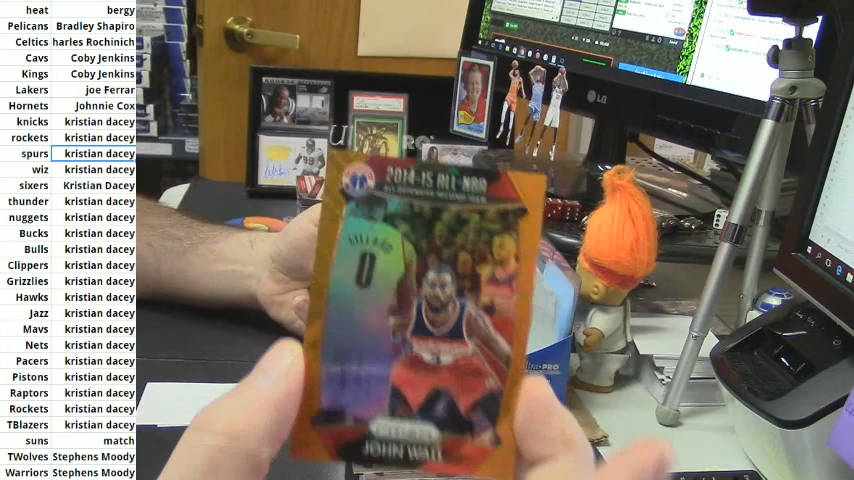 heat bergy
Pelicans Bradley Shapiro
Celtics harles Rochinich
Cavs Coby Jenkins
Kings Coby Jenkins
Lakers joe Ferrar
Hornets Johnnie Cox
knicks kristian dacey
rockets kristian dacey
spurs kristian dacey
wiz kristian dacey
sixers Kristian Dacey
thunder kristian dacey
nuggets kristian dacey
Bucks kristian dacey
Bulls kristian dacey
Clippers kristian dacey
Grizzlies kristian dacey
Hawks kristian dacey
Jazz kristian dacey
Mavs kristian dacey
Nets kristian dacey
Pacers kristian dacey
Pistons kristian dacey
Raptors kristian dacey
Rockets kristian dacey
TBlazers kristian dacey
suns match
TWolves Stephens Moody
Warriors Stephens Moody
LG
99
2014-15 ALL-NBA
LILLARD
0
JOHN WALL
PRO